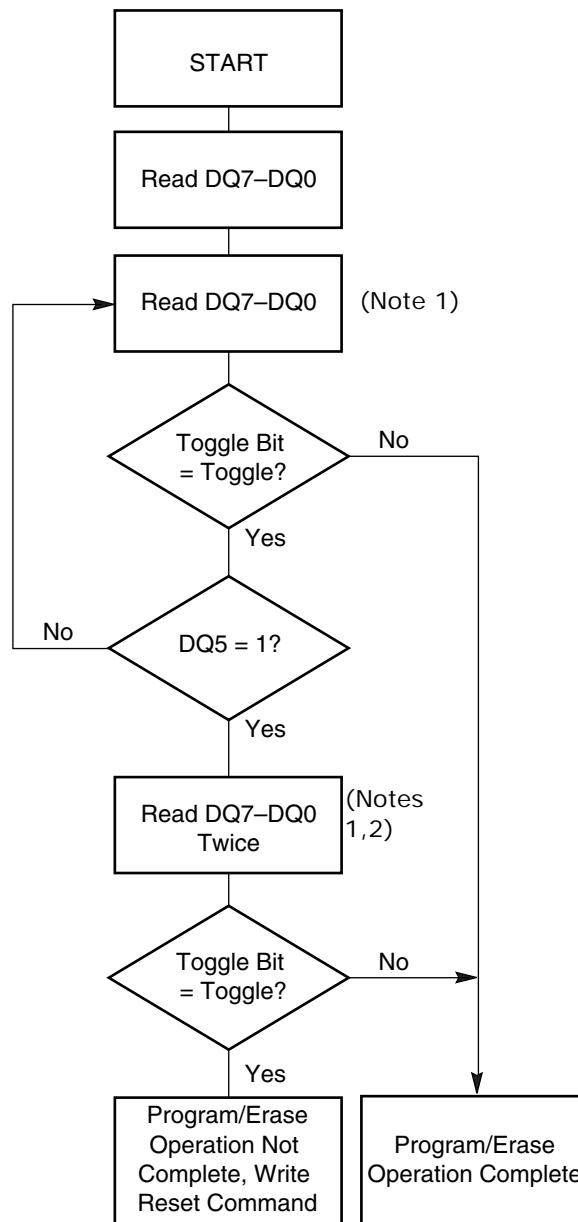 START
Read DQ7–DQ0
Read DQ7–DQ0
(Note 1)
Toggle Bit
= Toggle?
No
Yes
No
DQ5 = 1?
Yes
Read DQ7–DQ0
Twice
(Notes
1,2)
Toggle Bit
= Toggle?
No
Yes
Program/Erase
Operation Not
Complete, Write
Reset Command
Program/Erase
Operation Complete